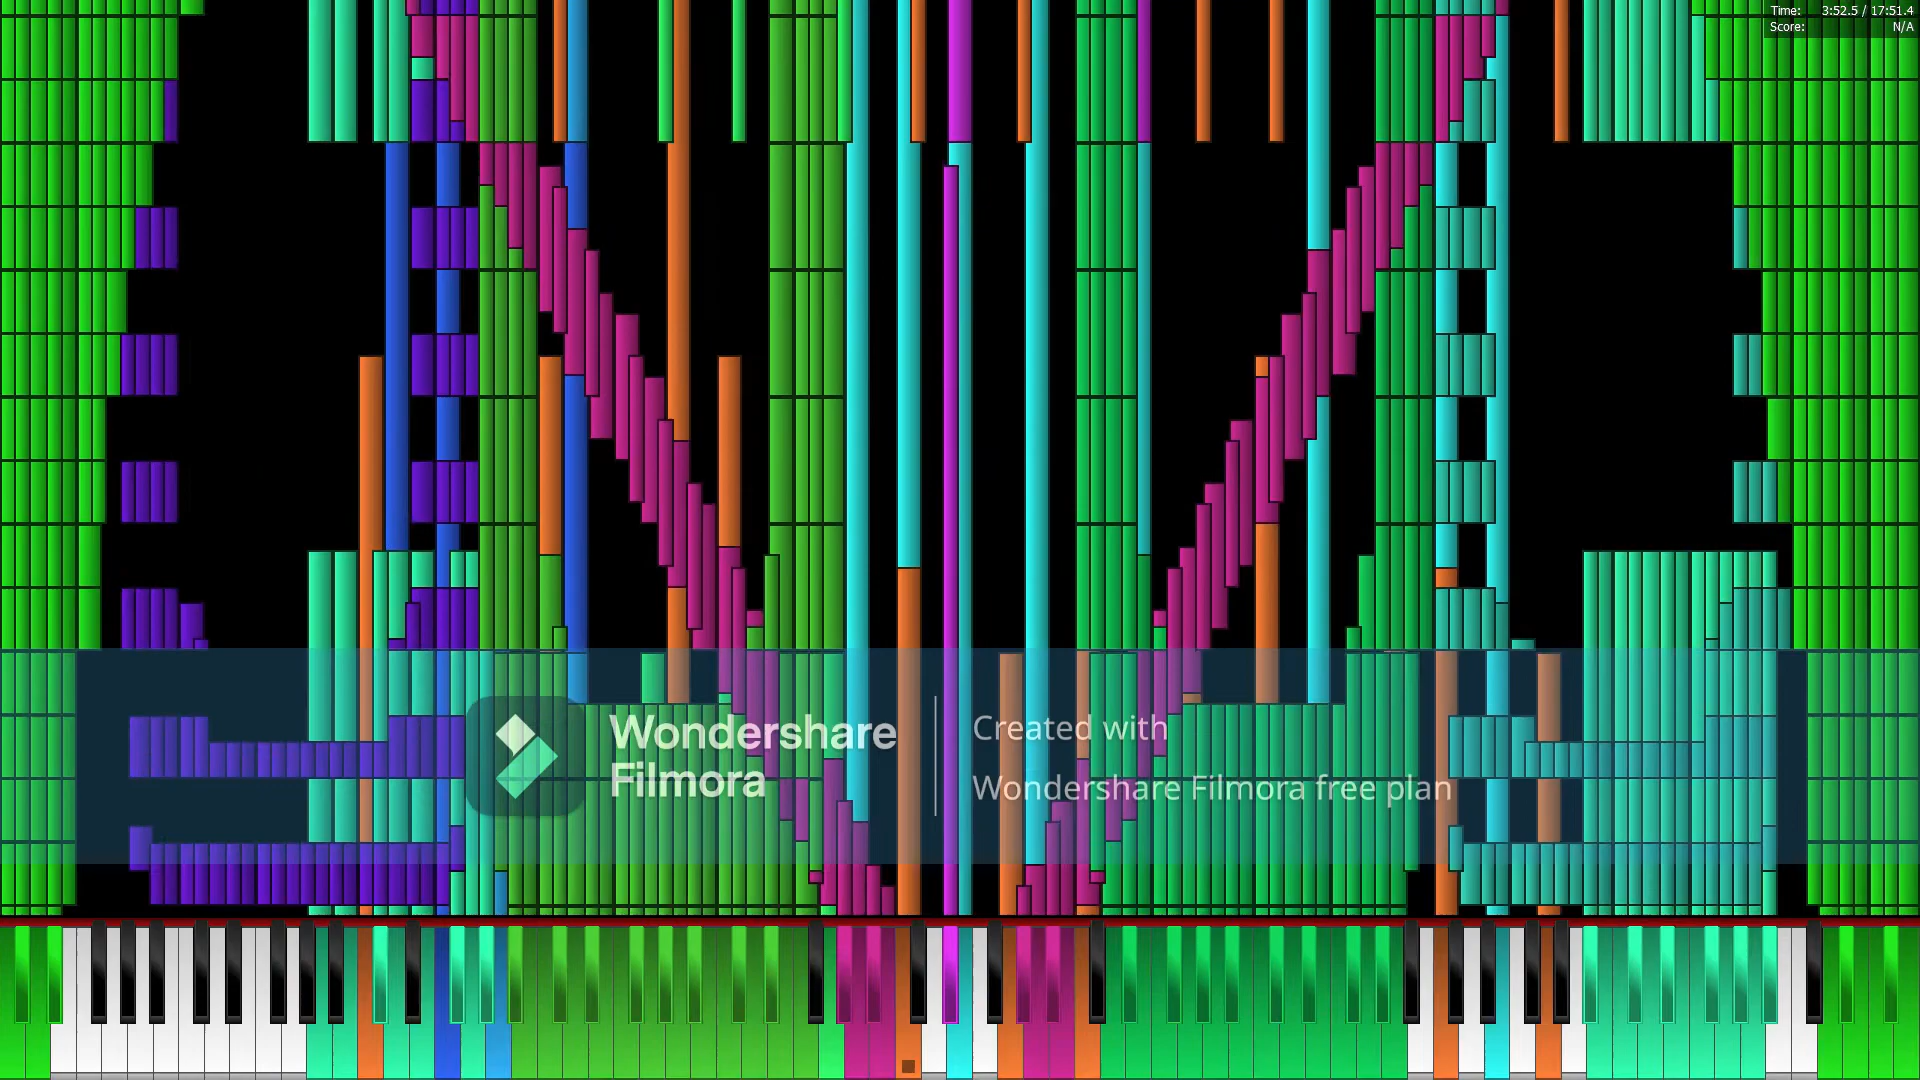 Time: 3:52.5 / 17:51.4
Score: N/A
Wondershare
Filmora
Created with
Wondershare Filmora free plan